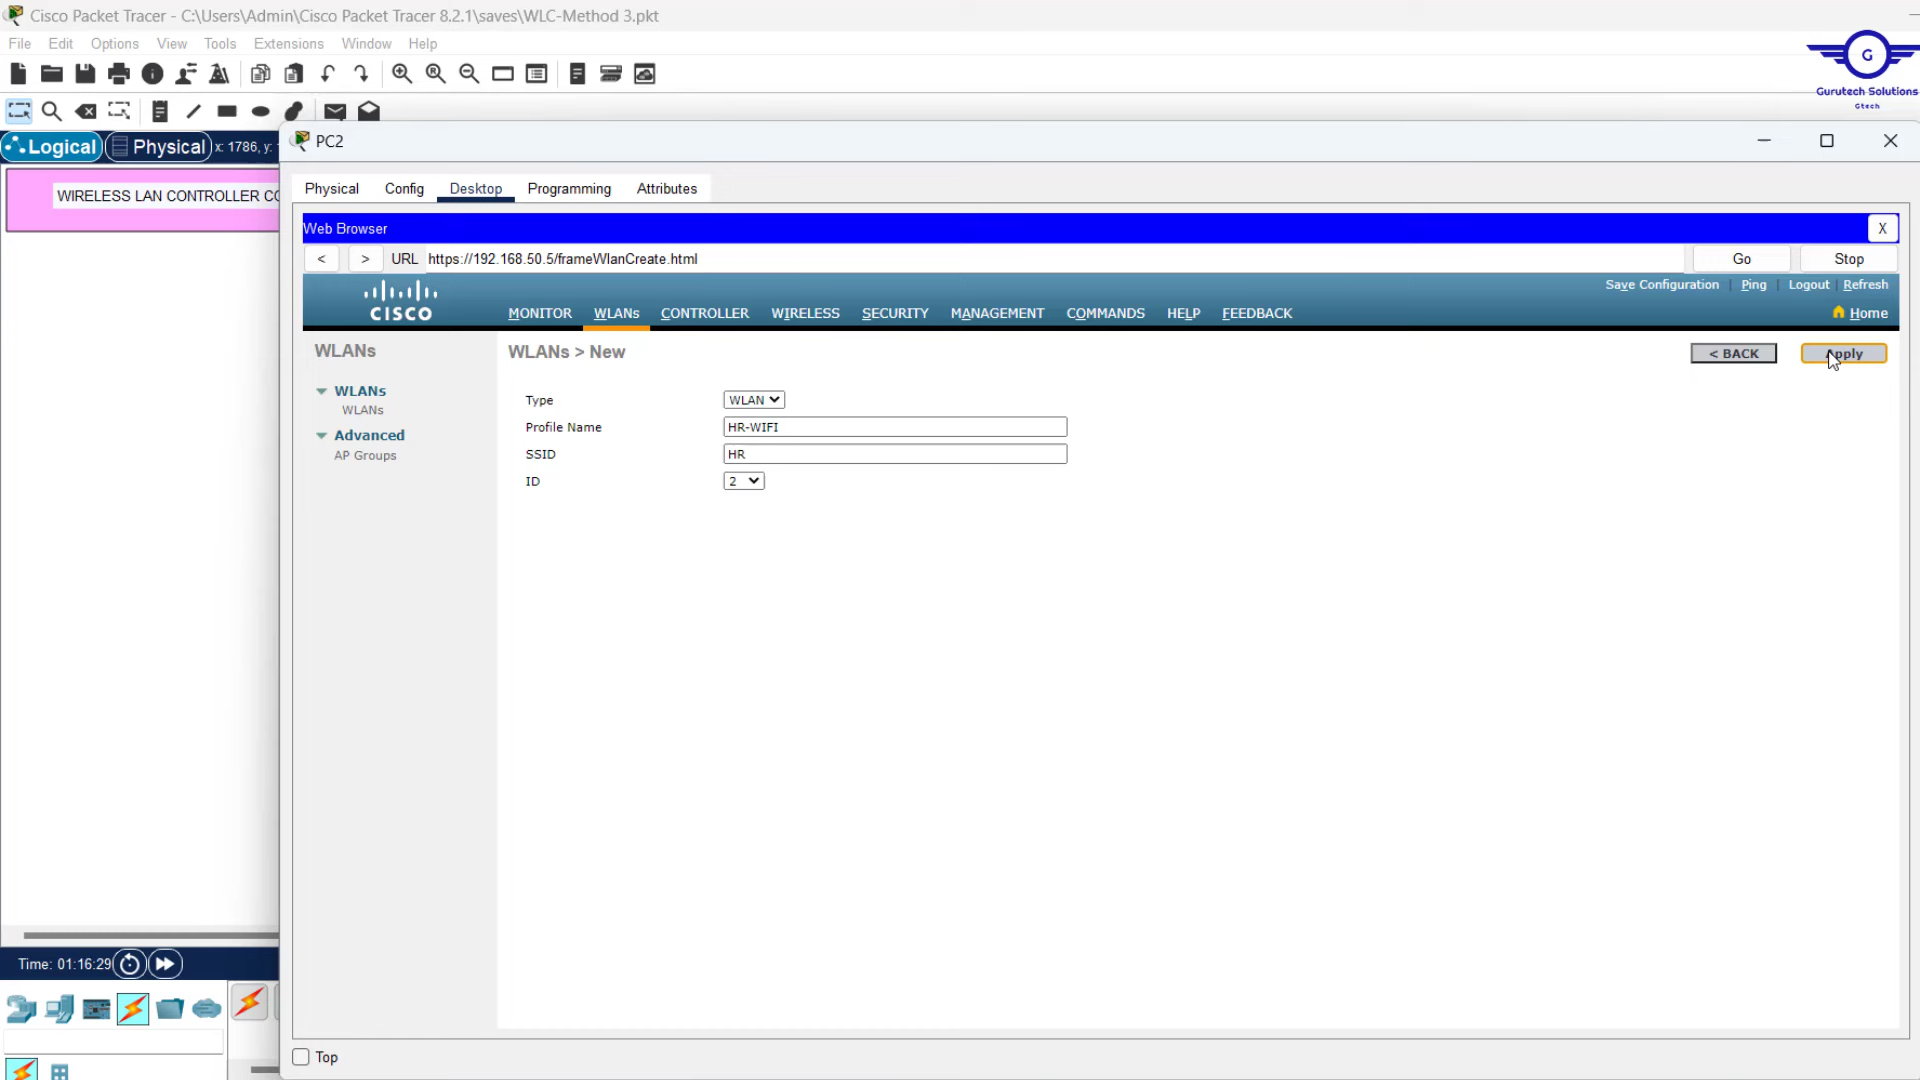 Cisco Packet Tracer - C:\Users\Admin\Cisco Packet Tracer 8.2.1\saves\WLC-Method 3.pkt
File Edit Options View Tools Extensions Window Help
G
Gurutech Solutions
Gtech
Logical Physical x: 1786, y:
PC2
WIRELESS LAN CONTROLLER
Physical Config Desktop Programming Attributes
Web Browser X
< > URL https://192.168.50.5/frameWlanCreate.html Go Stop
Save Configuration | Ping | Logout | Refresh
CISCO MONITOR WLANs CONTROLLER WIRELESS SECURITY MANAGEMENT COMMANDS HELP FEEDBACK Home
WLANs
WLANs > New < BACK Apply
WLANs
WLANs
Advanced
AP Groups
Type WLAN
Profile Name HR-WIFI
SSID HR
ID 2
Time: 01:16:29
Top